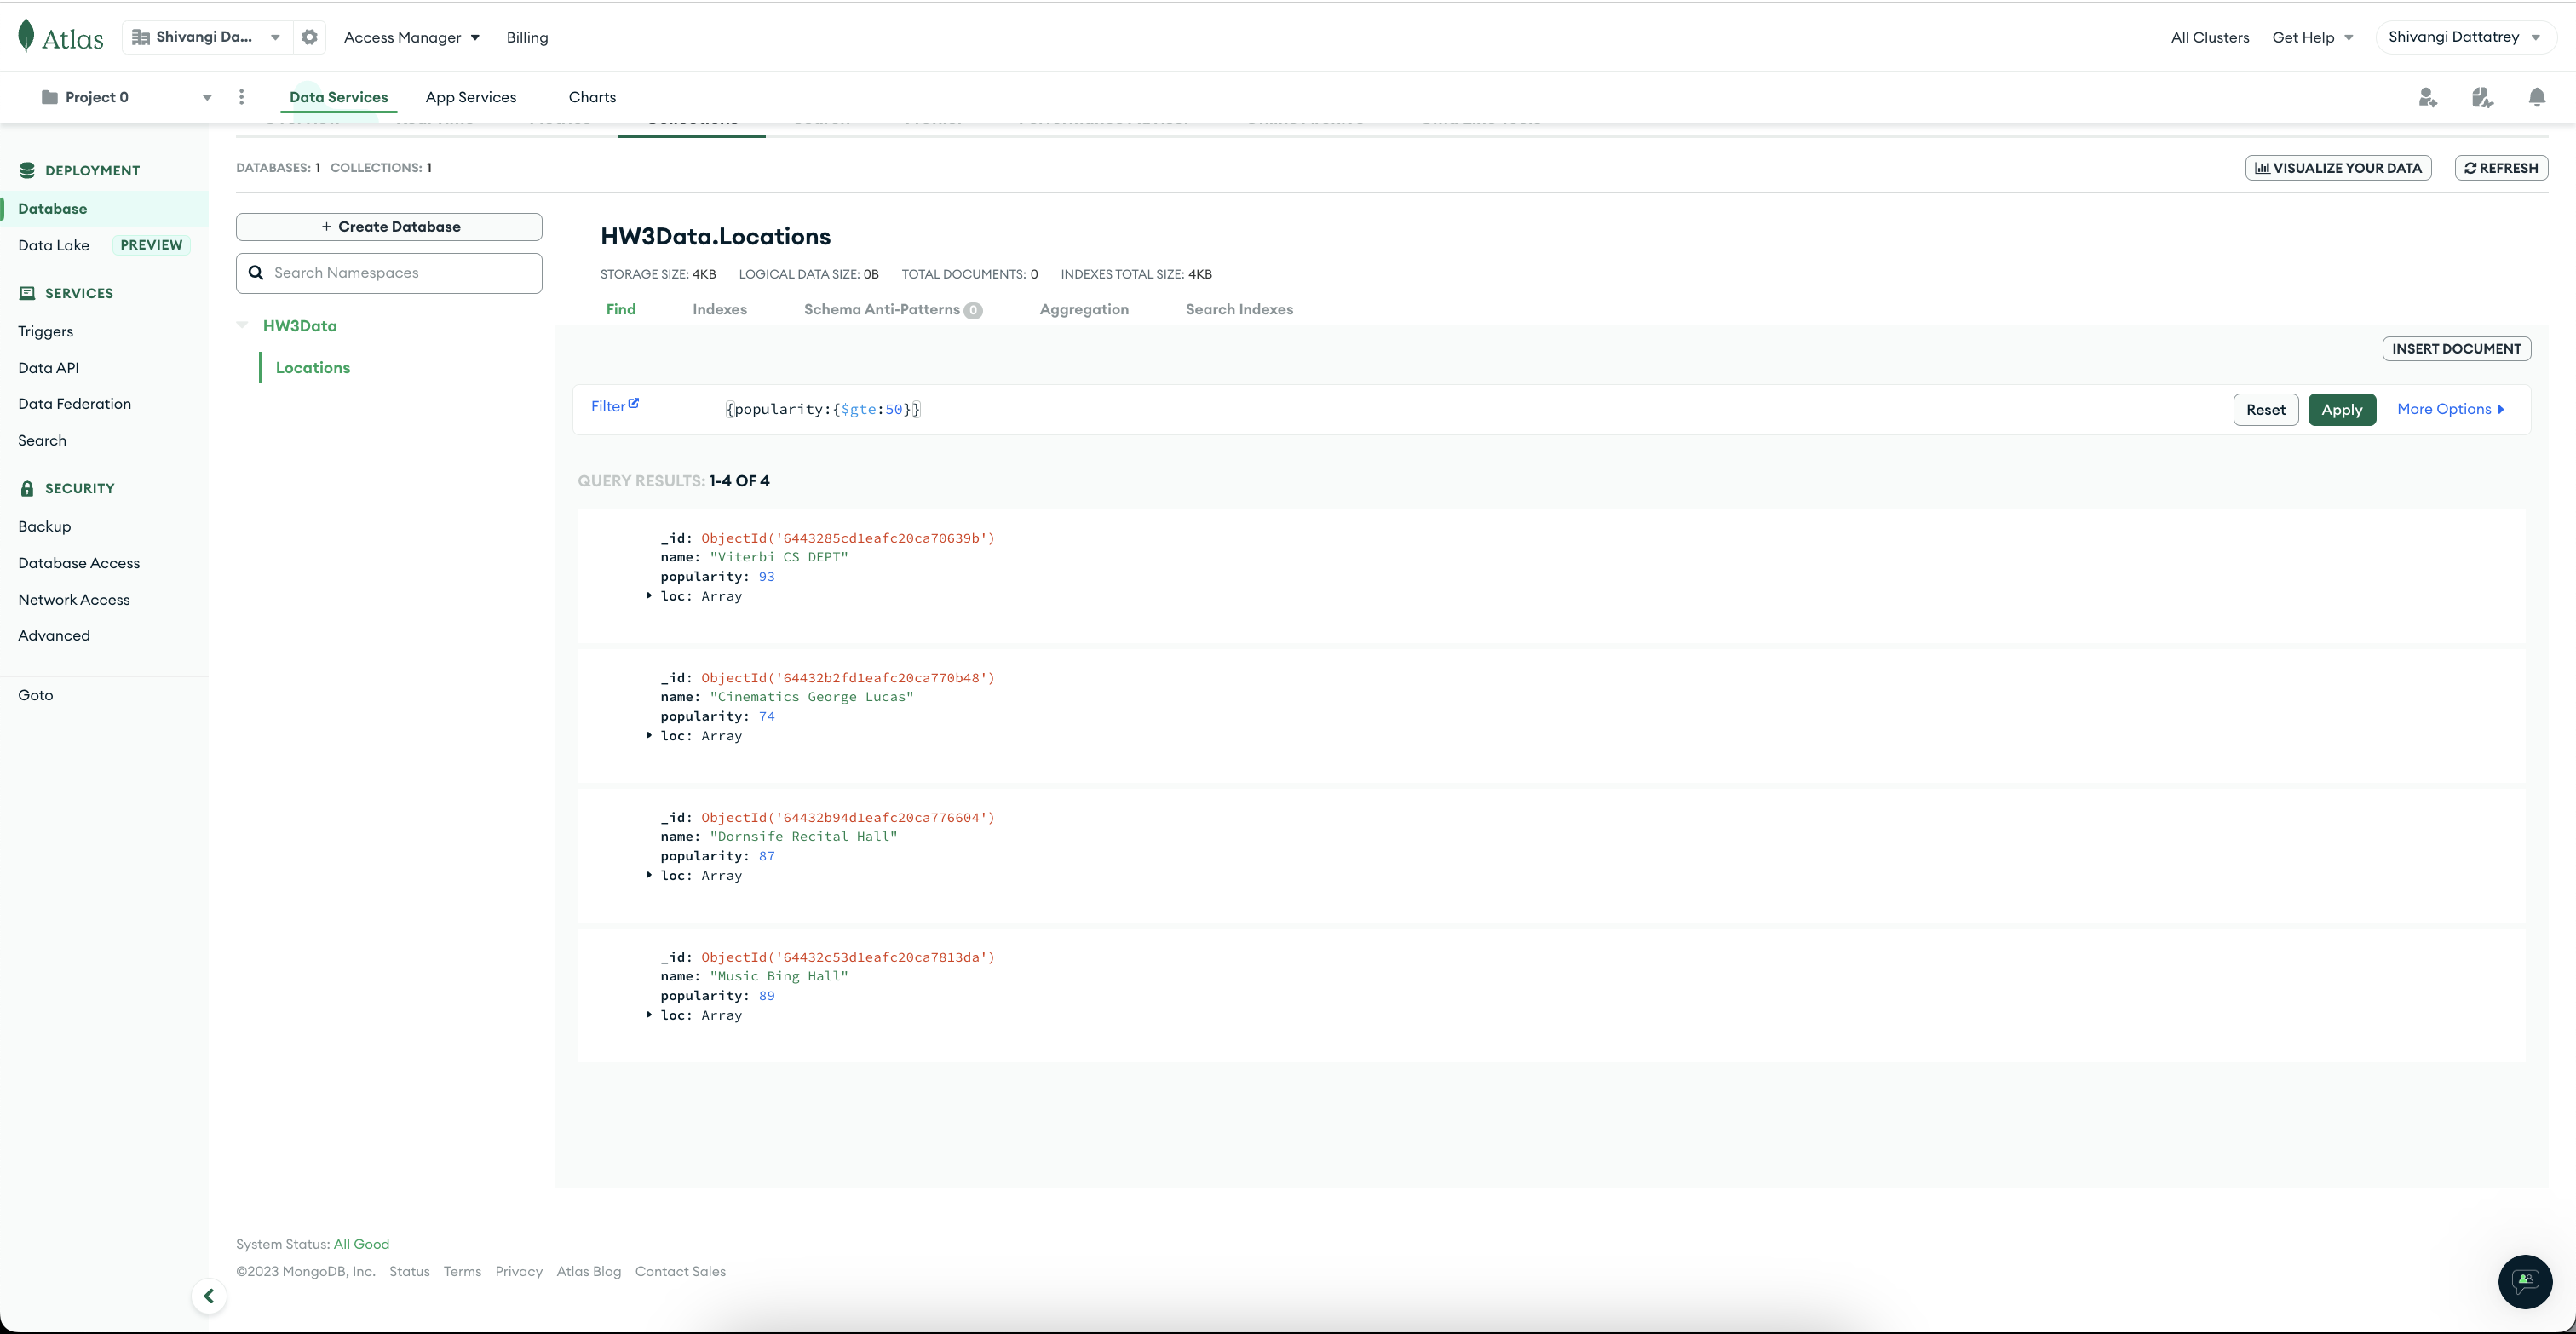 Atlas
Shivangi Da...
Access Manager
Billing
All Clusters
Get Help
Shivangi Dattatrey
Project 0
Data Services
App Services
Charts
DATABASES: 1 COLLECTIONS: 1
VISUALIZE YOUR DATA
REFRESH
DEPLOYMENT
Database
Data Lake PREVIEW
SERVICES
Triggers
Data API
Data Federation
Search
SECURITY
Backup
Database Access
Network Access
Advanced
Goto
+ Create Database
Search Namespaces
HW3Data
Locations
HW3Data.Locations
STORAGE SIZE: 4KB LOGICAL DATA SIZE: 0B TOTAL DOCUMENTS: 0 INDEXES TOTAL SIZE: 4KB
Find Indexes Schema Anti-Patterns 0 Aggregation Search Indexes
INSERT DOCUMENT
Filter {popularity:{$gte:50}} Reset Apply More Options
QUERY RESULTS: 1-4 OF 4
_id: ObjectId('6443285cd1eafc20ca70639b')
name: "Viterbi CS DEPT"
popularity: 93
loc: Array
_id: ObjectId('64432b2fd1eafc20ca770b48')
name: "Cinematics George Lucas"
popularity: 74
loc: Array
_id: ObjectId('64432b94d1eafc20ca776604')
name: "Dornsife Recital Hall"
popularity: 87
loc: Array
_id: ObjectId('64432c53d1eafc20ca7813da')
name: "Music Bing Hall"
popularity: 89
loc: Array
System Status: All Good
©2023 MongoDB, Inc. Status Terms Privacy Atlas Blog Contact Sales